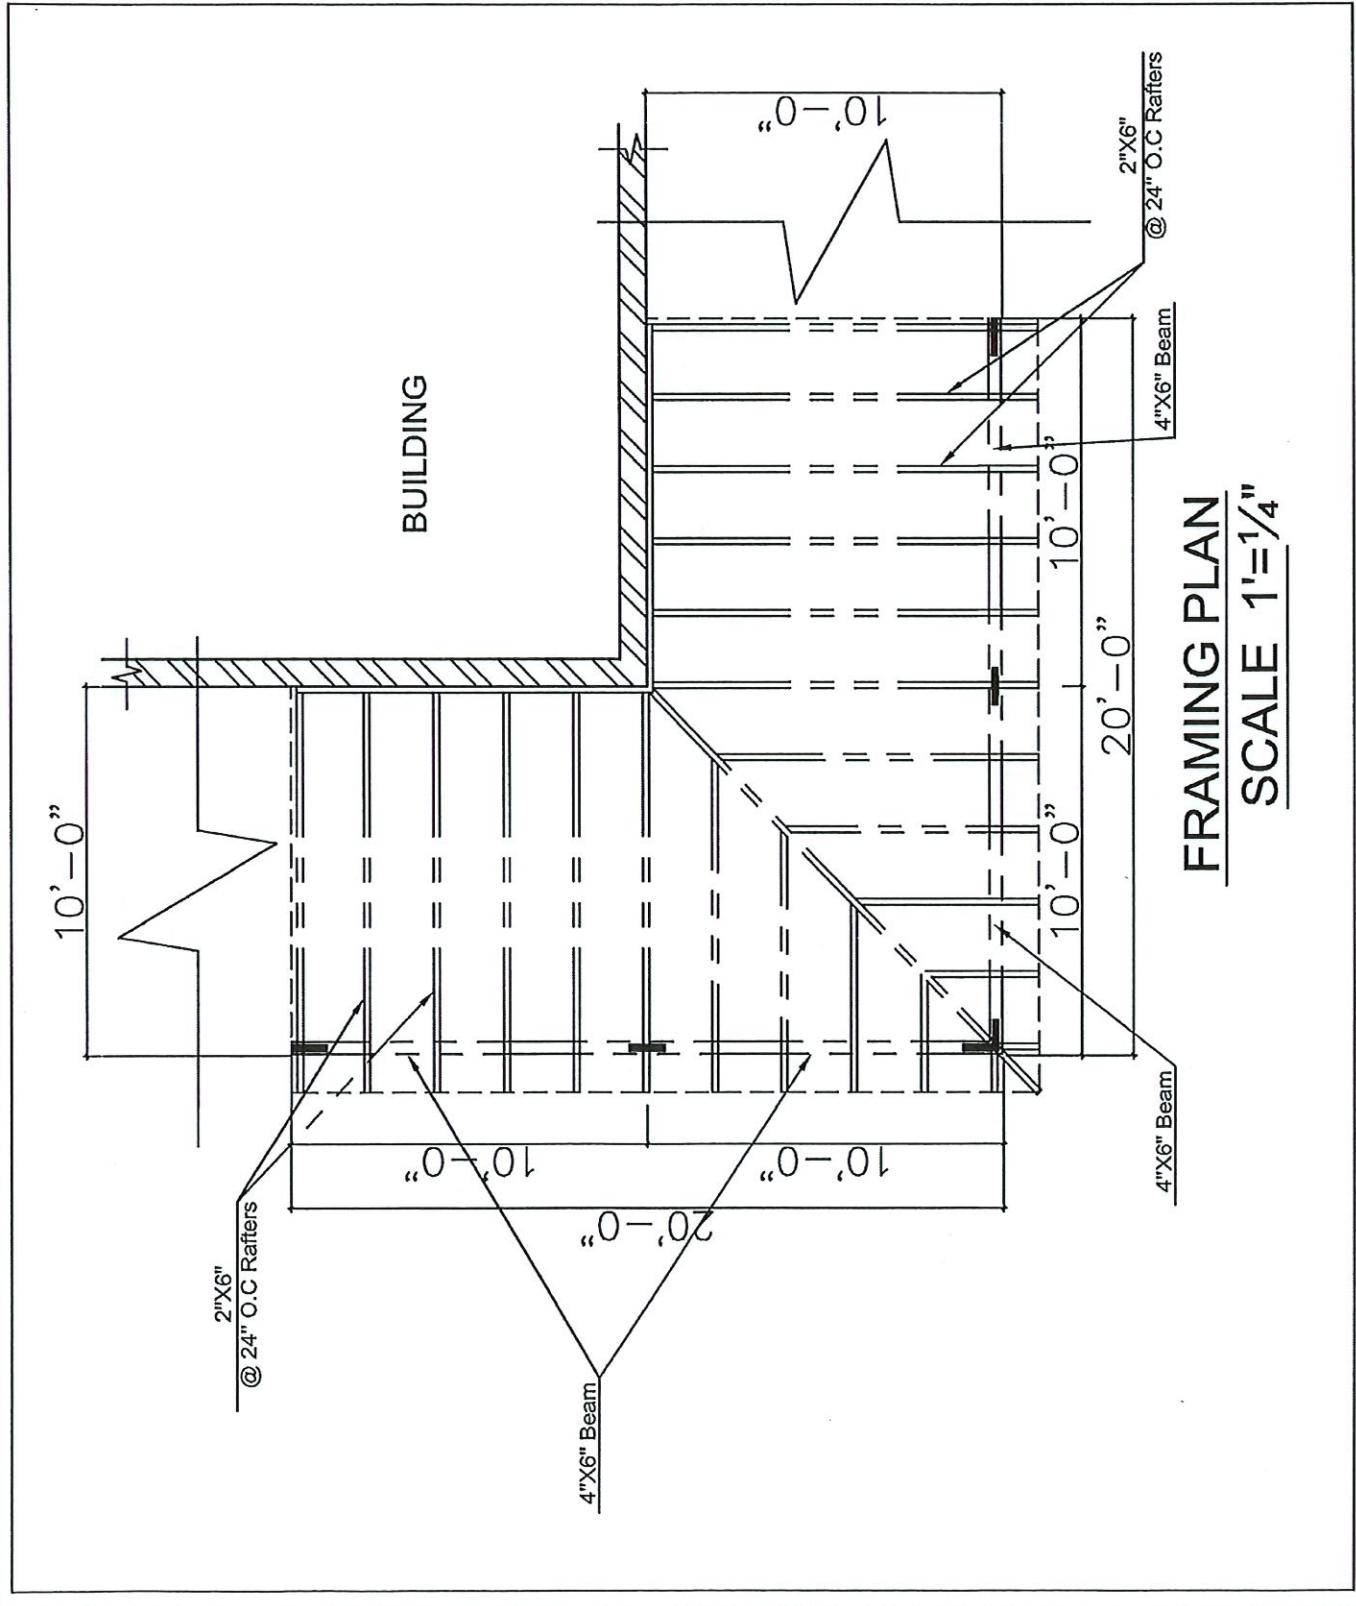 BUILDING
10'-0"
10'-0"
2"X6"
@ 24" O.C Rafters
4"X6" Beam
10'-0"
10'-0"
20'-0"
4"X6" Beam
10'-0"
10'-0"
20'-0"
2"X6"
@ 24" O.C Rafters
4"X6" Beam
FRAMING PLAN
SCALE 1'=¼"